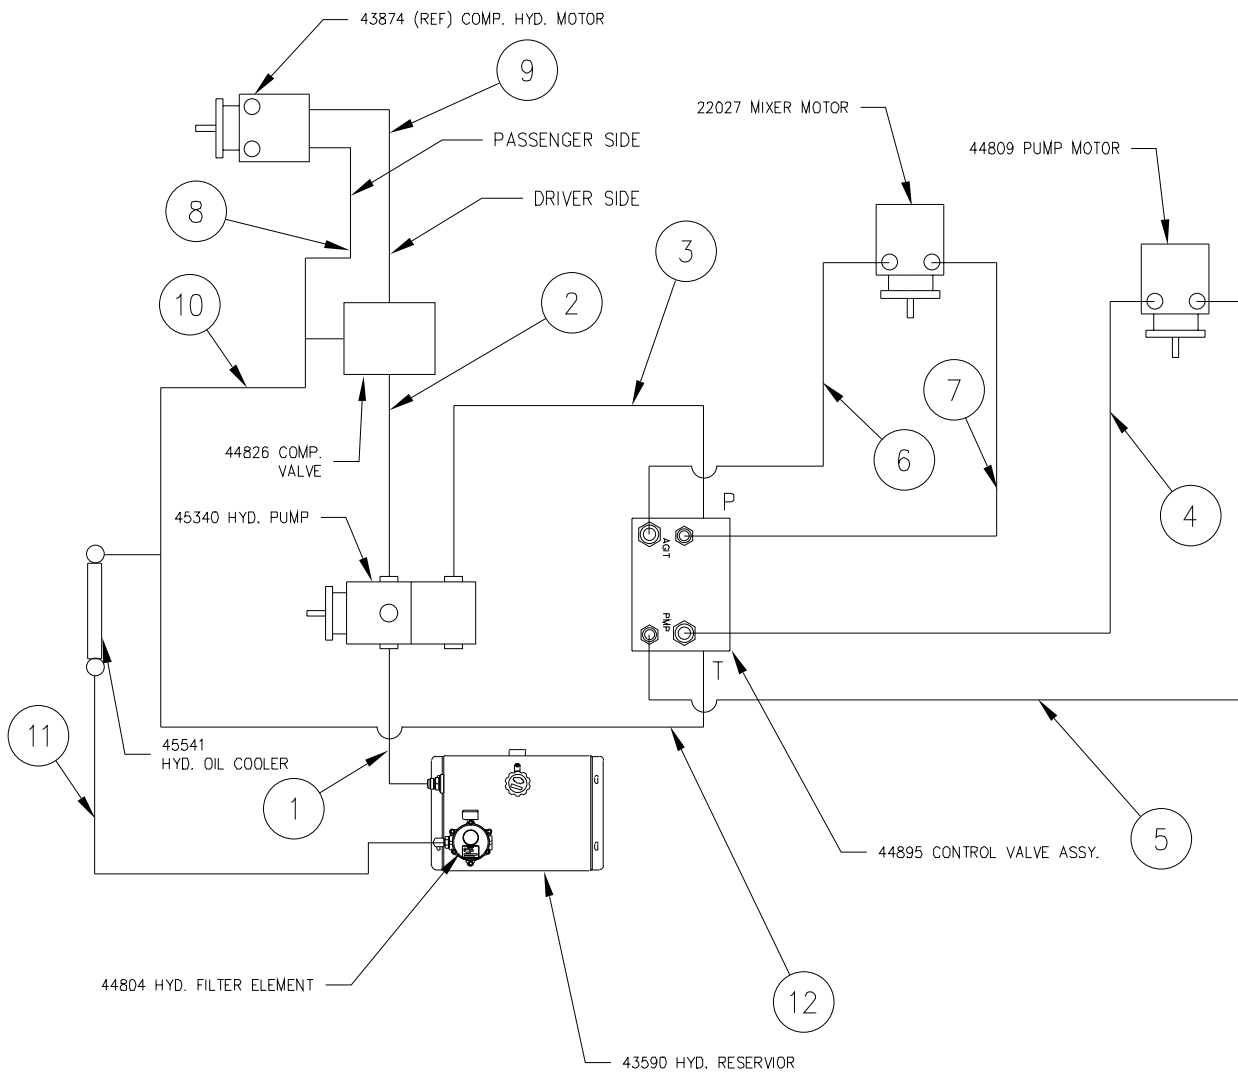 43874 (REF) COMP. HYD. MOTOR
9
22027 MIXER MOTOR
PASSENGER SIDE
44809 PUMP MOTOR
8
DRIVER SIDE
3
10
2
7
44826 COMP.
VALVE
6
P
4
45340 HYD. PUMP
AGIT
PMP
T
11
45541
HYD. OIL COOLER
1
5
44895 CONTROL VALVE ASSY.
44804 HYD. FILTER ELEMENT
12
43590 HYD. RESERVIOR